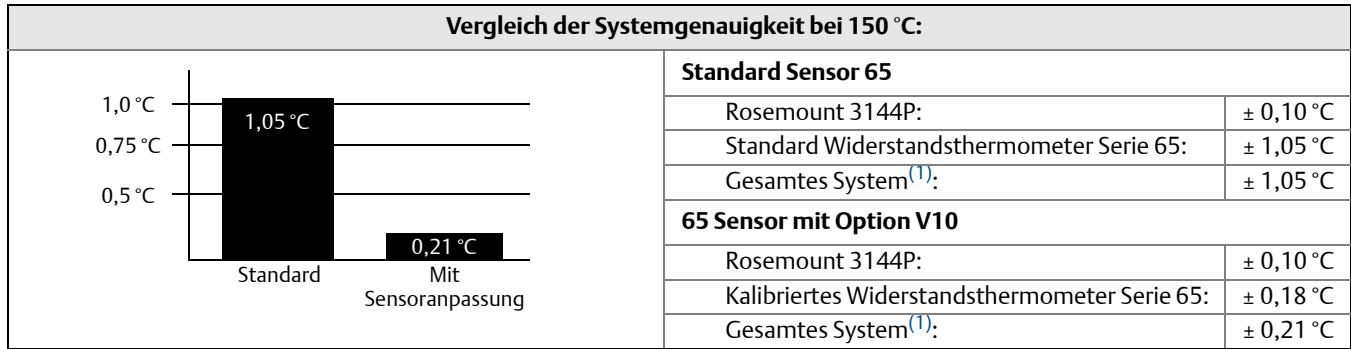 Vergleich der Systemgenauigkeit bei 150 °C:
1,0 °C
0,75 °C
0,5 °C
1,05 °C
0,21 °C
Standard
Mit
Sensoranpassung
Standard Sensor 65
Rosemount 3144P: ± 0,10 °C
Standard Widerstandsthermometer Serie 65: ± 1,05 °C
Gesamtes System(1): ± 1,05 °C
65 Sensor mit Option V10
Rosemount 3144P: ± 0,10 °C
Kalibriertes Widerstandsthermometer Serie 65: ± 0,18 °C
Gesamtes System(1): ± 0,21 °C